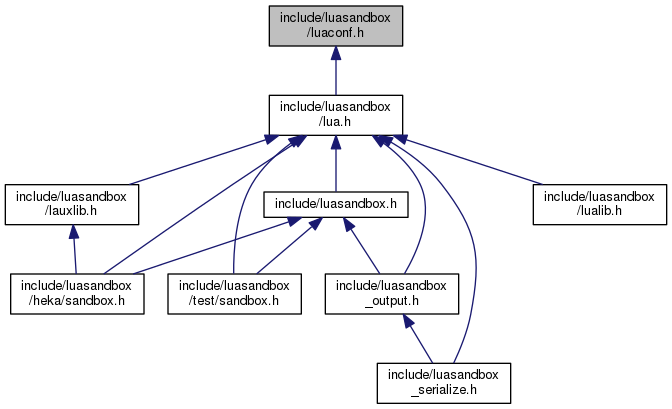 include/luasandbox
/luaconf.h
include/luasandbox
/lua.h
include/luasandbox
/lauxlib.h
include/luasandbox.h
include/luasandbox
/lualib.h
include/luasandbox
/heka/sandbox.h
include/luasandbox
/test/sandbox.h
include/luasandbox
_output.h
include/luasandbox
_serialize.h